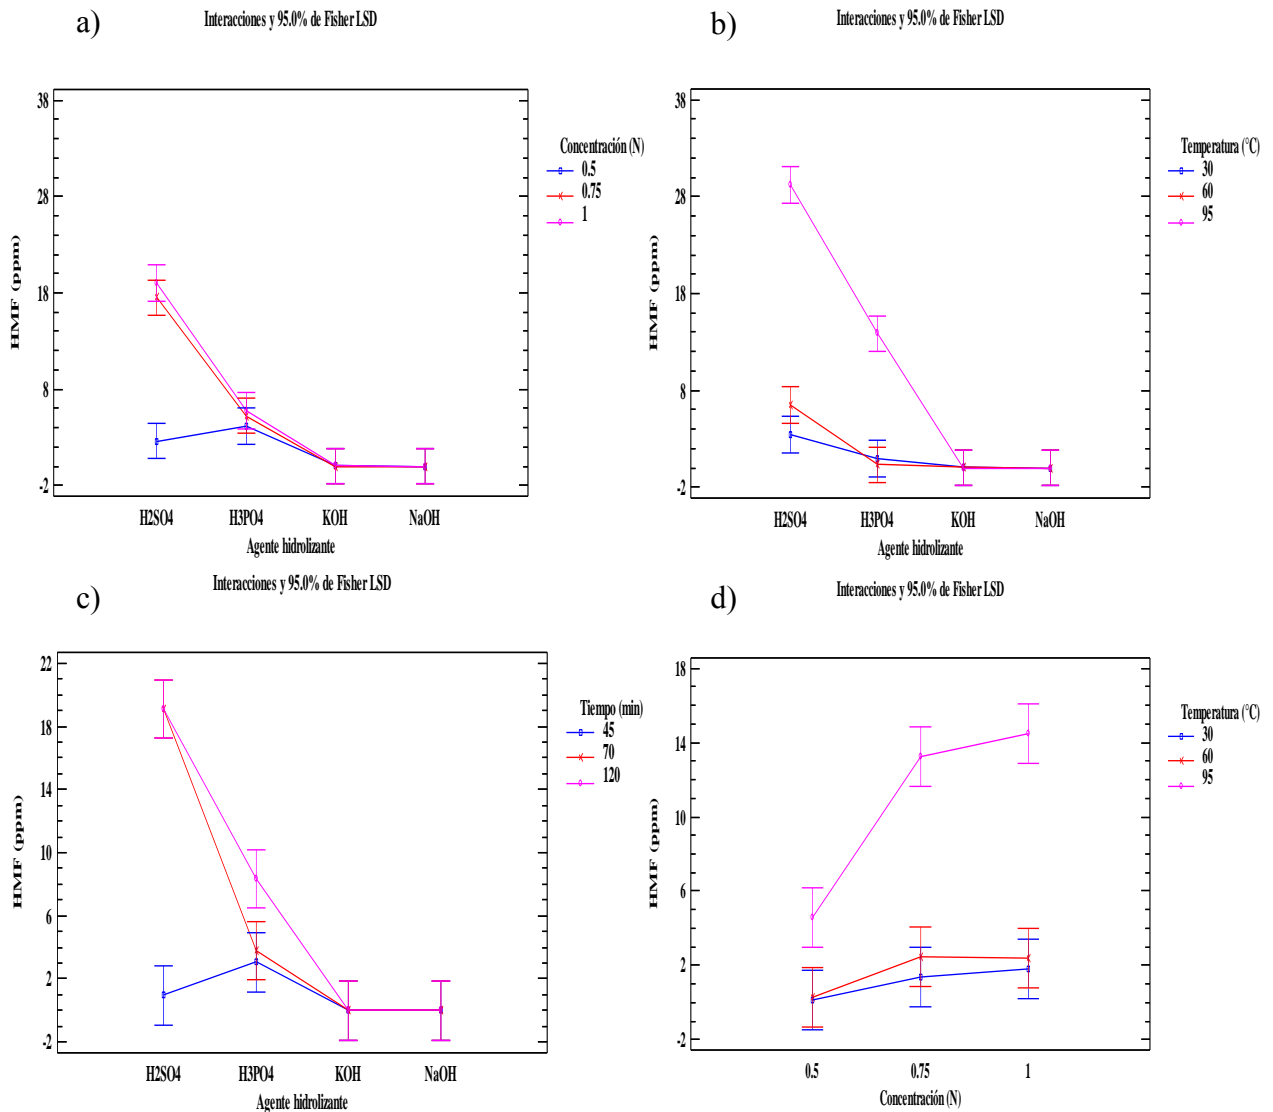 a)
Interacciones y 95.0% de Fisher LSD
38
28
18
8
-2
HMF (ppm)
H2SO4 H3PO4 KOH NaOH
Agente hidrolizante
Concentración (N)
0.5
0.75
1
b)
Interacciones y 95.0% de Fisher LSD
38
28
18
8
-2
HMF (ppm)
H2SO4 H3PO4 KOH NaOH
Agente hidrolizante
Temperatura (°C)
30
60
95
c)
Interacciones y 95.0% de Fisher LSD
22
18
14
10
6
2
-2
HMF (ppm)
H2SO4 H3PO4 KOH NaOH
Agente hidrolizante
Tiempo (min)
45
70
120
d)
Interacciones y 95.0% de Fisher LSD
18
14
10
6
2
-2
HMF (ppm)
0.5 0.75 1
Concentración (N)
Temperatura (°C)
30
60
95